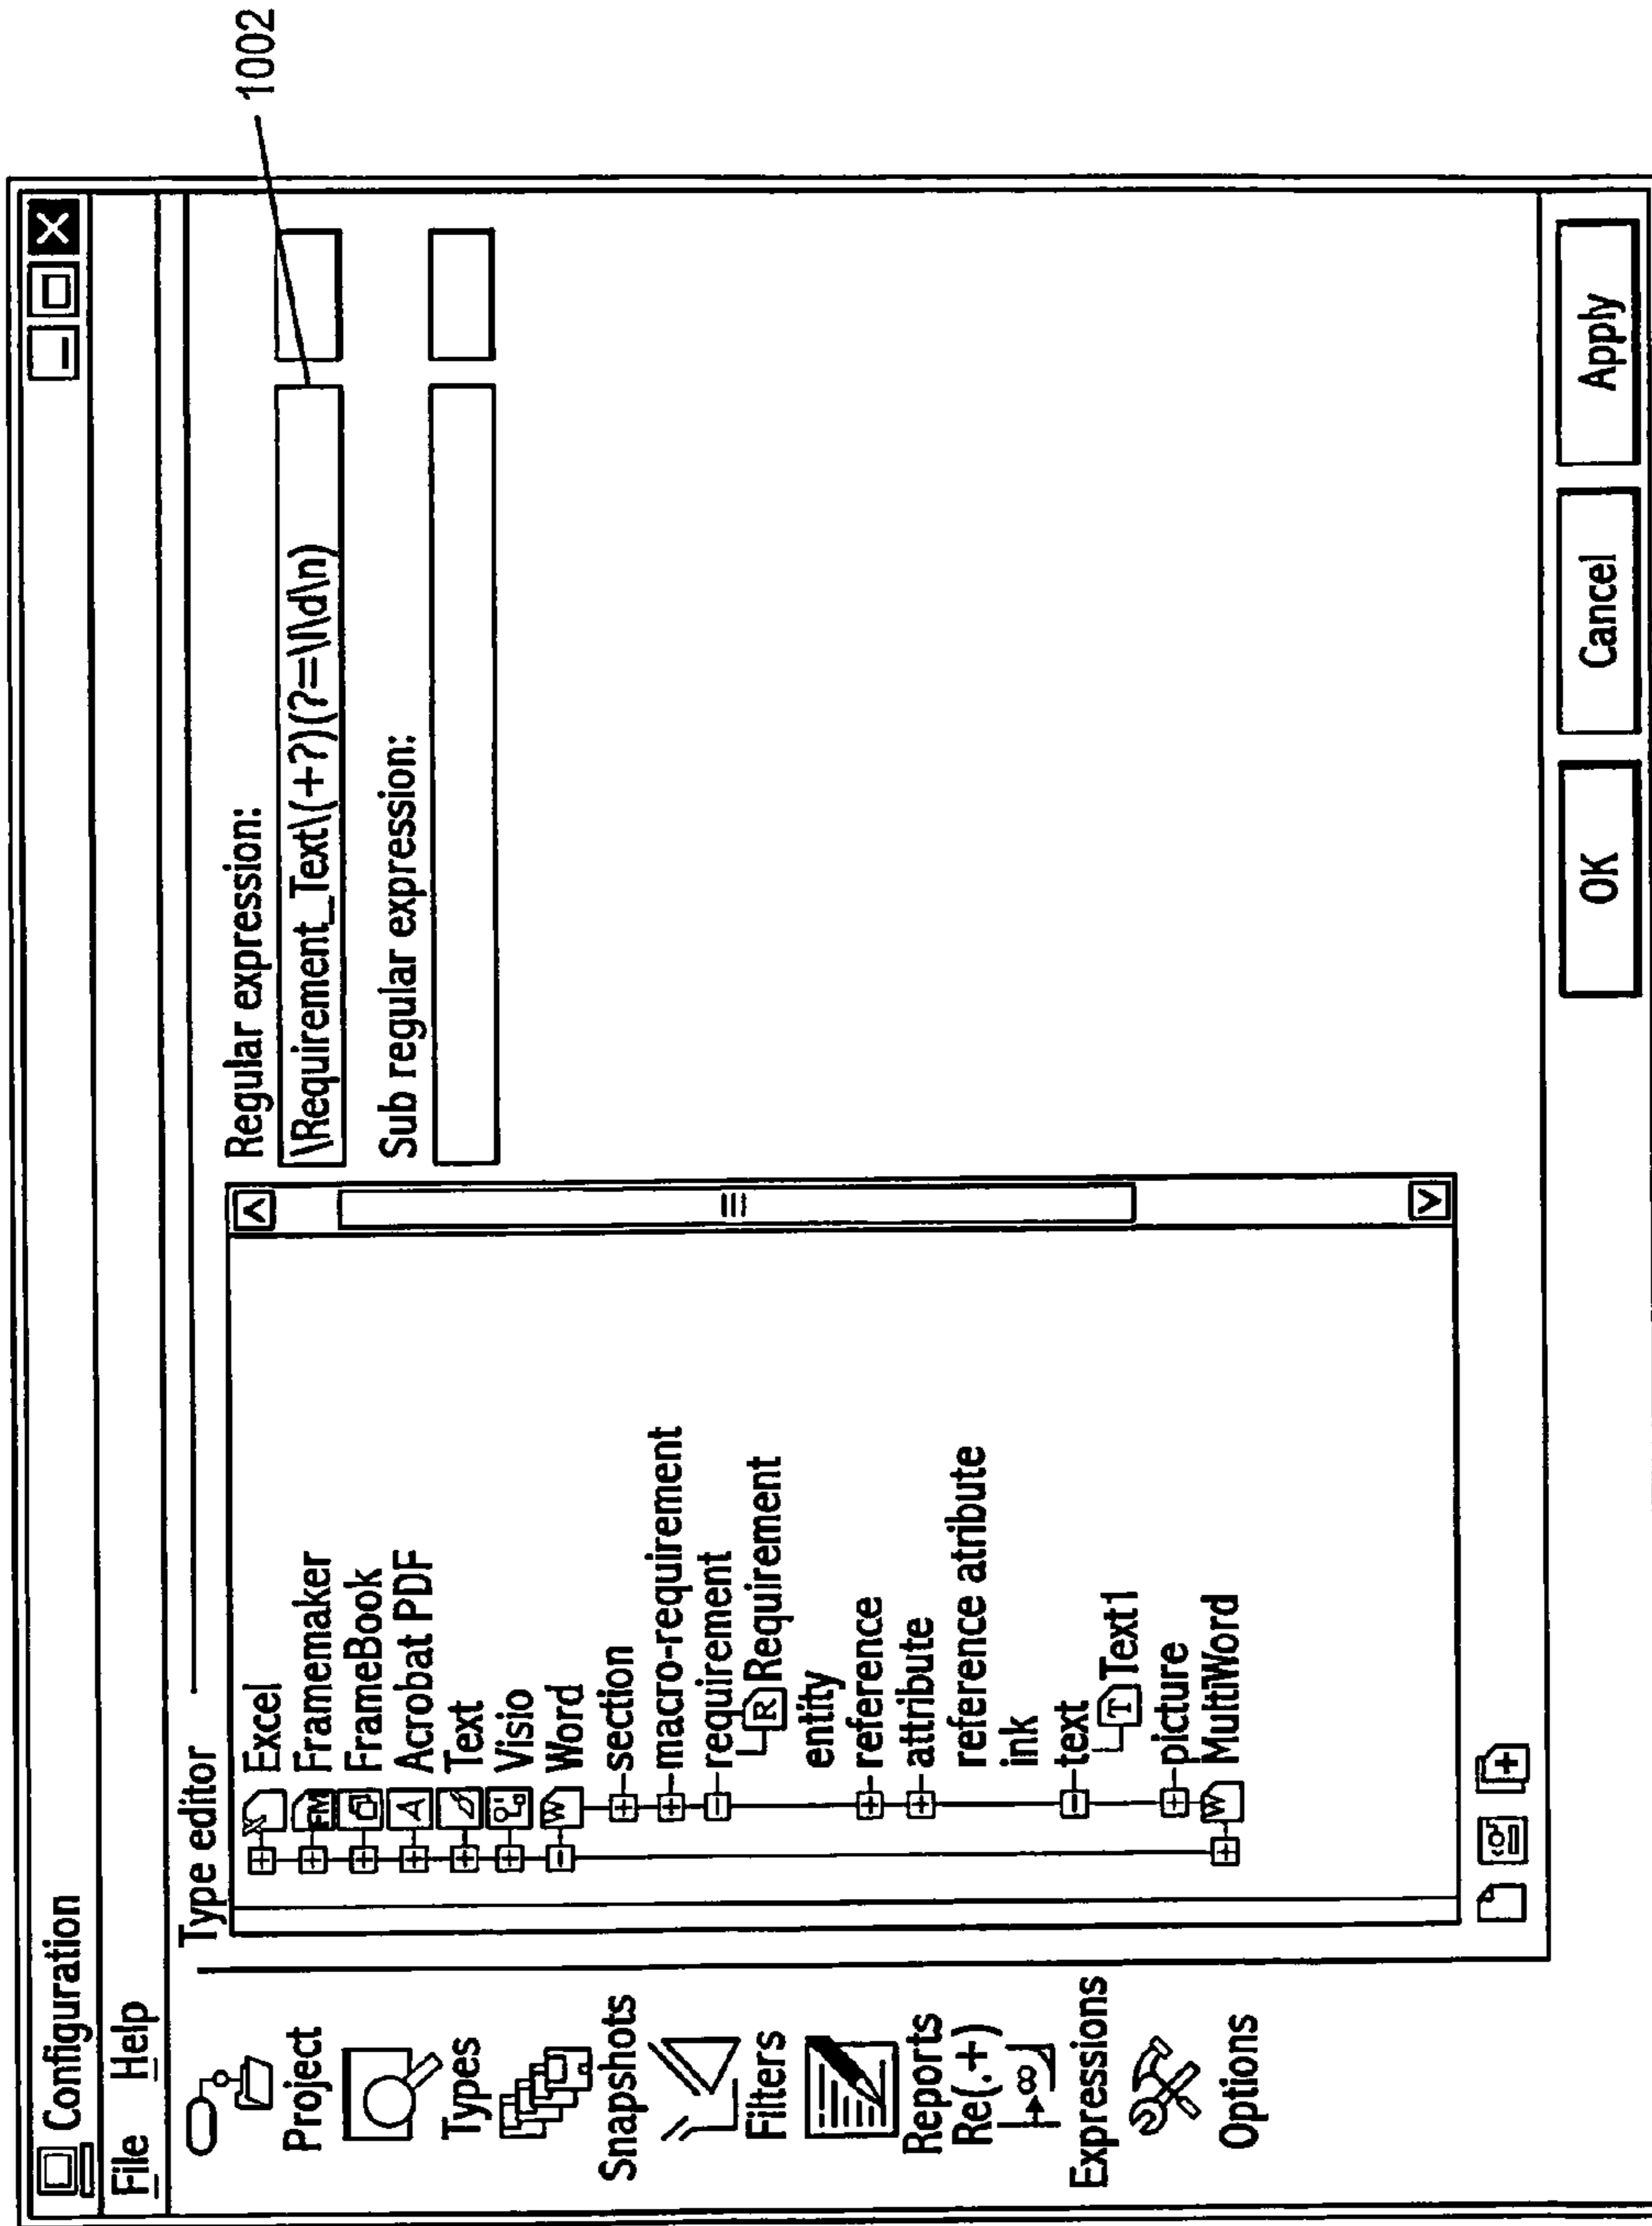 Configuration
File Help
Project
Types
Snapshots
Filters
Reports
Re(.+)
Expressions
Options
Type editor
Excel
FM Framemaker
FrameBook
Acrobat PDF
Text
Visio
W Word
section
macro-requirement
requirement
R Requirement
entity
reference
attribute
reference atribute
ink
text
T Text1
picture
W MultiWord
Regular expression:
\Requirement_Text\(+?)(?=\l\d\n)
Sub regular expression:
1002
OK
Cancel
Apply